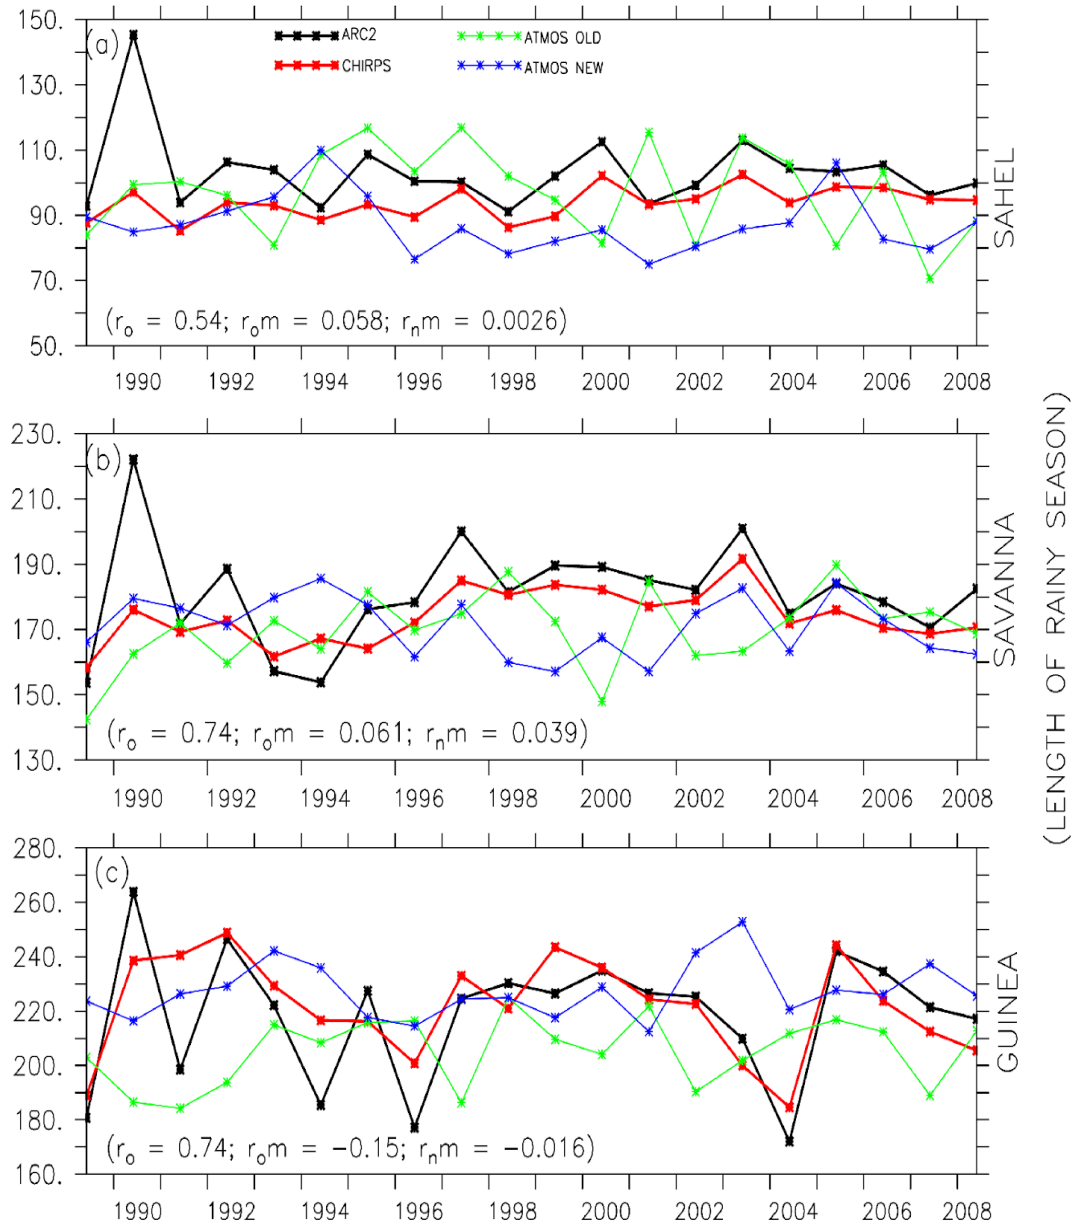 150.
(a)
ARC2
ATMOS OLD
CHIRPS
ATMOS NEW
130.
110.
90.
70.
50.
(r₀ = 0.54; r₀m = 0.058; rₙm = 0.0026)
SAHEL
1990 1992 1994 1996 1998 2000 2002 2004 2006 2008
230.
(b)
210.
190.
170.
150.
130.
(r₀ = 0.74; r₀m = 0.061; rₙm = 0.039)
SAVANNA
1990 1992 1994 1996 1998 2000 2002 2004 2006 2008
280.
(c)
260.
240.
220.
200.
180.
160.
(r₀ = 0.74; r₀m = −0.15; rₙm = −0.016)
GUINEA
1990 1992 1994 1996 1998 2000 2002 2004 2006 2008
(LENGTH OF RAINY SEASON)